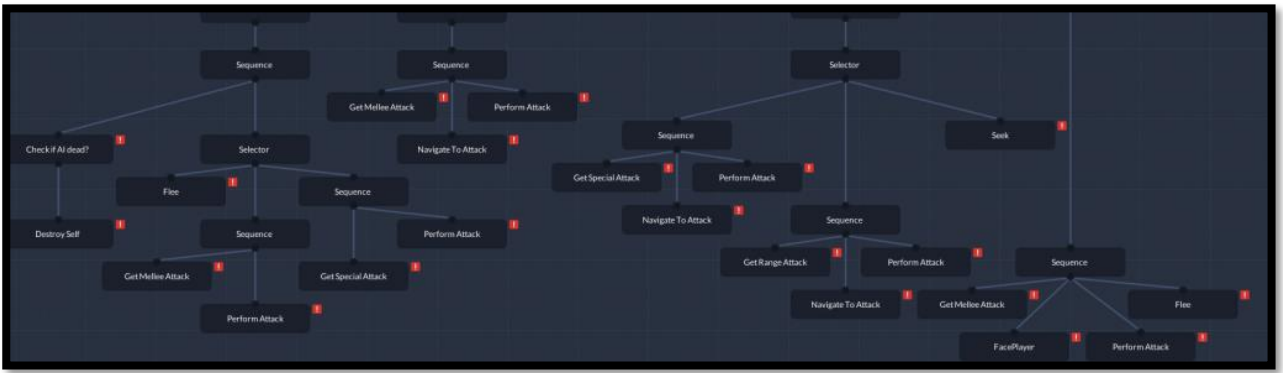 Sequence
Sequence
Selector
Get Mellee Attack
Perform Attack
Sequence
Seek
Check if AI dead?
Selector
Navigate To Attack
Get Special Attack
Perform Attack
Flee
Sequence
Navigate To Attack
Sequence
Destroy Self
Sequence
Perform Attack
Get Range Attack
Perform Attack
Sequence
Get Mellee Attack
Get Special Attack
Navigate To Attack
Get Mellee Attack
Flee
Perform Attack
FacePlayer
Perform Attack